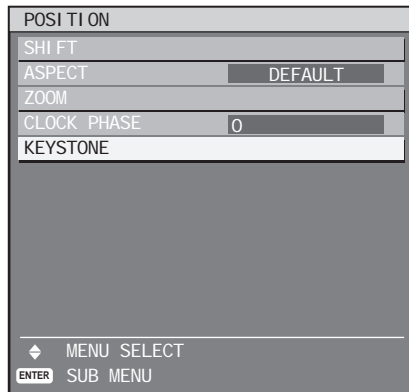 POSITION
SHIFT
ASPECT DEFAULT
ZOOM
CLOCK PHASE 0
KEYSTONE
MENU SELECT
ENTER SUB MENU